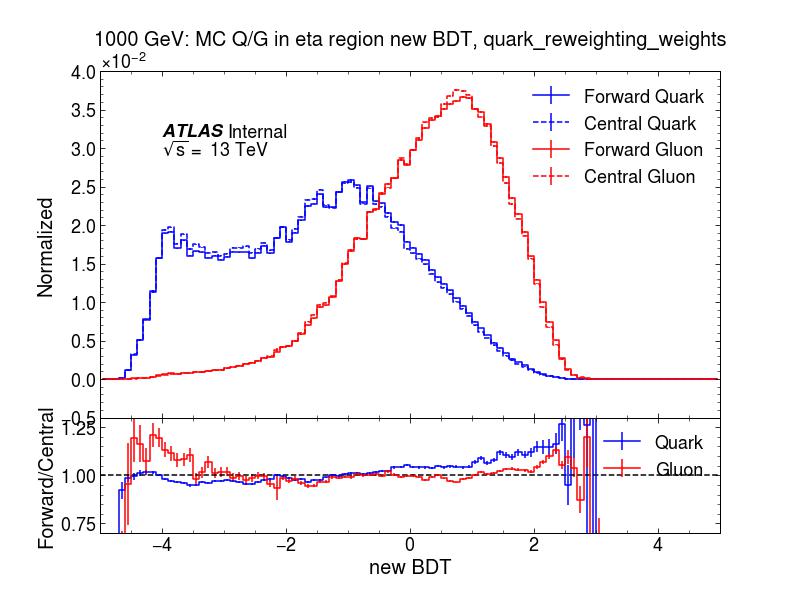 1000 GeV: MC Q/G in eta region new BDT, quark_reweighting_weights
×10⁻²
4.0
3.5
3.0
2.5
2.0
1.5
1.0
0.5
0.0
Normalized
ATLAS Internal
√s = 13 TeV
Forward Quark
Central Quark
Forward Gluon
Central Gluon
1.25
1.00
0.75
Forward/Central
Quark
Gluon
−4 −2 0 2 4
new BDT